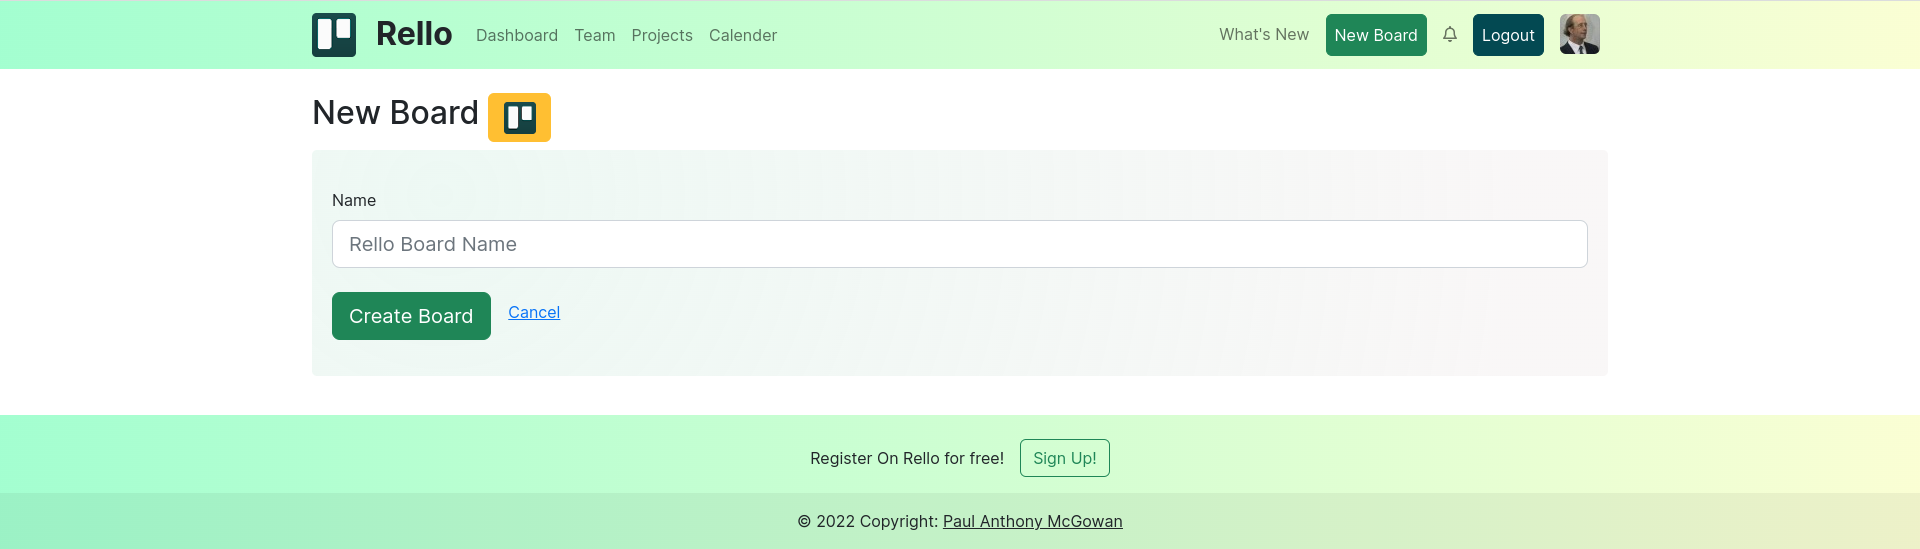 Rello Dashboard Team Projects Calender What's New New Board Logout
New Board
Name
Rello Board Name
Create Board Cancel
Register On Rello for free! Sign Up!
© 2022 Copyright: Paul Anthony McGowan